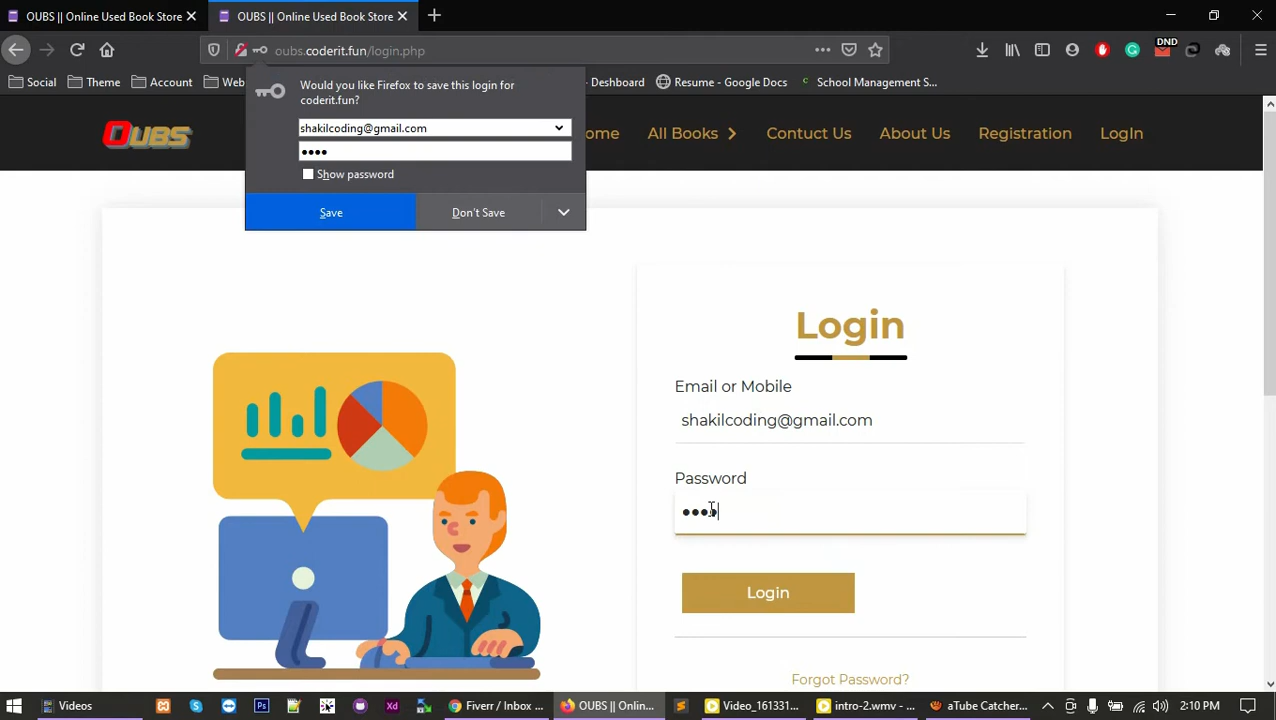 OUBS || Online Used Book Store
OUBS || Online Used Book Store
oubs.coderit.fun/login.php
DND
Social
Theme
Account
Web
Deshboard
Resume - Google Docs
School Management S...
Would you like Firefox to save this login for
coderit.fun?
shakilcoding@gmail.com
••••
Show password
Save
Don't Save
OUBS
ome
All Books
Contuct Us
About Us
Registration
LogIn
Login
Email or Mobile
shakilcoding@gmail.com
Password
••••
Login
Forgot Password?
Videos
Fiverr / Inbox ...
OUBS || Onlin...
Video_161331...
intro-2.wmv - ...
aTube Catcher...
2:10 PM